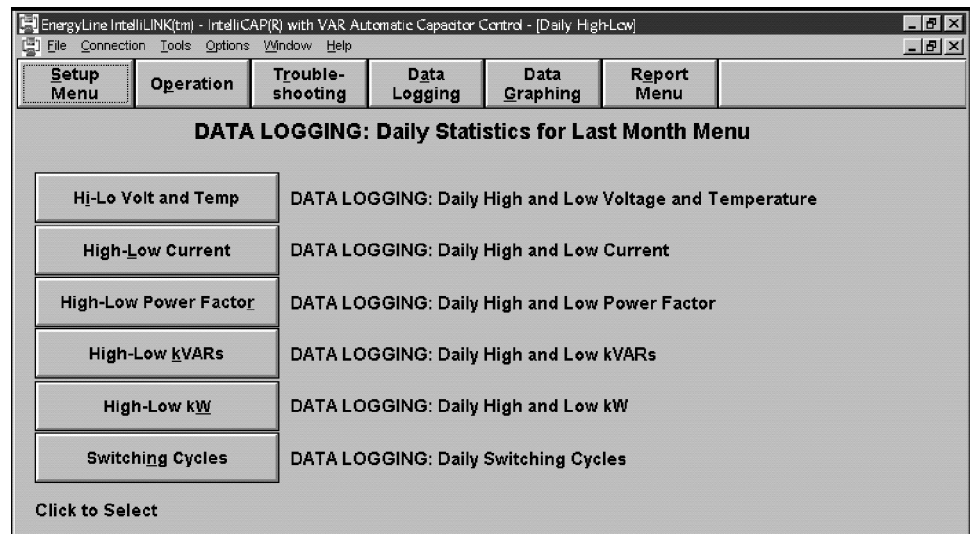 EnergyLine IntelliLINK(tm) - IntelliCAP(R) with VAR Automatic Capacitor Control - [Daily High-Low]
File Connection Tools Options Window Help
Setup Menu Operation Trouble-shooting Data Logging Data Graphing Report Menu
DATA LOGGING: Daily Statistics for Last Month Menu
Hi-Lo Volt and Temp DATA LOGGING: Daily High and Low Voltage and Temperature
High-Low Current DATA LOGGING: Daily High and Low Current
High-Low Power Factor DATA LOGGING: Daily High and Low Power Factor
High-Low kVARs DATA LOGGING: Daily High and Low kVARs
High-Low kW DATA LOGGING: Daily High and Low kW
Switching Cycles DATA LOGGING: Daily Switching Cycles
Click to Select